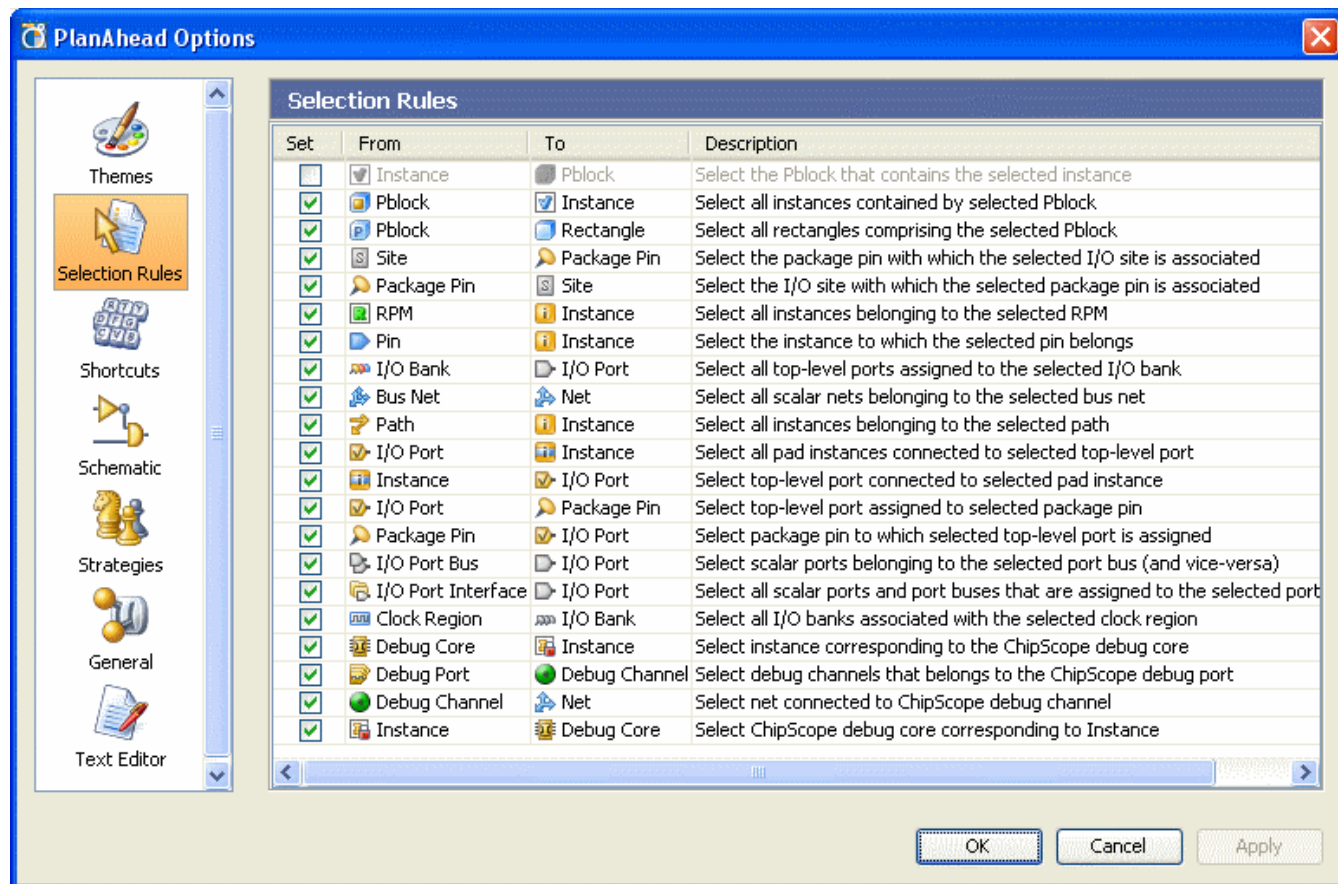 PlanAhead Options
Themes
Selection Rules
Shortcuts
Schematic
Strategies
General
Text Editor
Selection Rules
Set From To Description
Instance Pblock Select the Pblock that contains the selected instance
Pblock Instance Select all instances contained by selected Pblock
Pblock Rectangle Select all rectangles comprising the selected Pblock
Site Package Pin Select the package pin with which the selected I/O site is associated
Package Pin Site Select the I/O site with which the selected package pin is associated
RPM Instance Select all instances belonging to the selected RPM
Pin Instance Select the instance to which the selected pin belongs
I/O Bank I/O Port Select all top-level ports assigned to the selected I/O bank
Bus Net Net Select all scalar nets belonging to the selected bus net
Path Instance Select all instances belonging to the selected path
I/O Port Instance Select all pad instances connected to selected top-level port
Instance I/O Port Select top-level port connected to selected pad instance
I/O Port Package Pin Select top-level port assigned to selected package pin
Package Pin I/O Port Select package pin to which selected top-level port is assigned
I/O Port Bus I/O Port Select scalar ports belonging to the selected port bus (and vice-versa)
I/O Port Interface I/O Port Select all scalar ports and port buses that are assigned to the selected port
Clock Region I/O Bank Select all I/O banks associated with the selected clock region
Debug Core Instance Select instance corresponding to the ChipScope debug core
Debug Port Debug Channel Select debug channels that belongs to the ChipScope debug port
Debug Channel Net Select net connected to ChipScope debug channel
Instance Debug Core Select ChipScope debug core corresponding to Instance
OK Cancel Apply